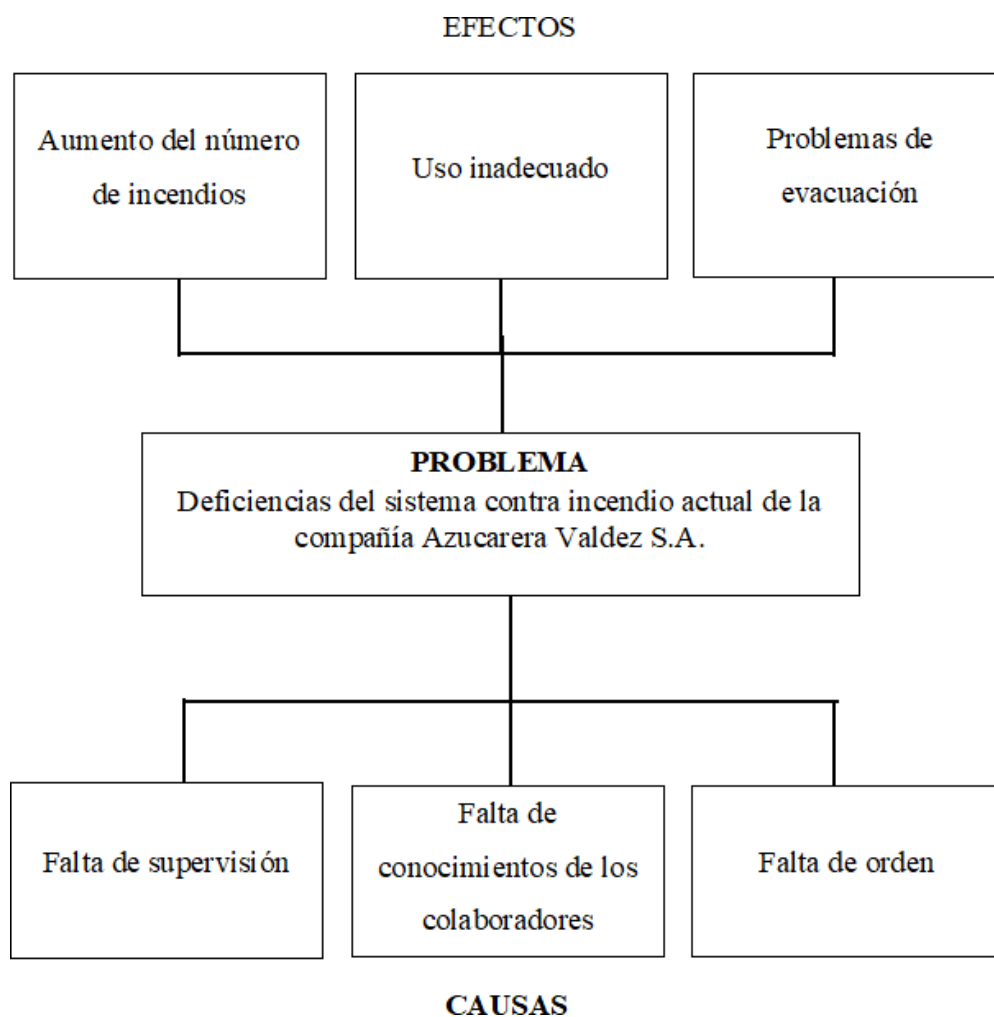 EFECTOS
Aumento del número
de incendios
Uso inadecuado
Problemas de
evacuación
PROBLEMA
Deficiencias del sistema contra incendio actual de la
compañía Azucarera Valdez S.A.
Falta de supervisión
Falta de
conocimientos de los
colaboradores
Falta de orden
CAUSAS